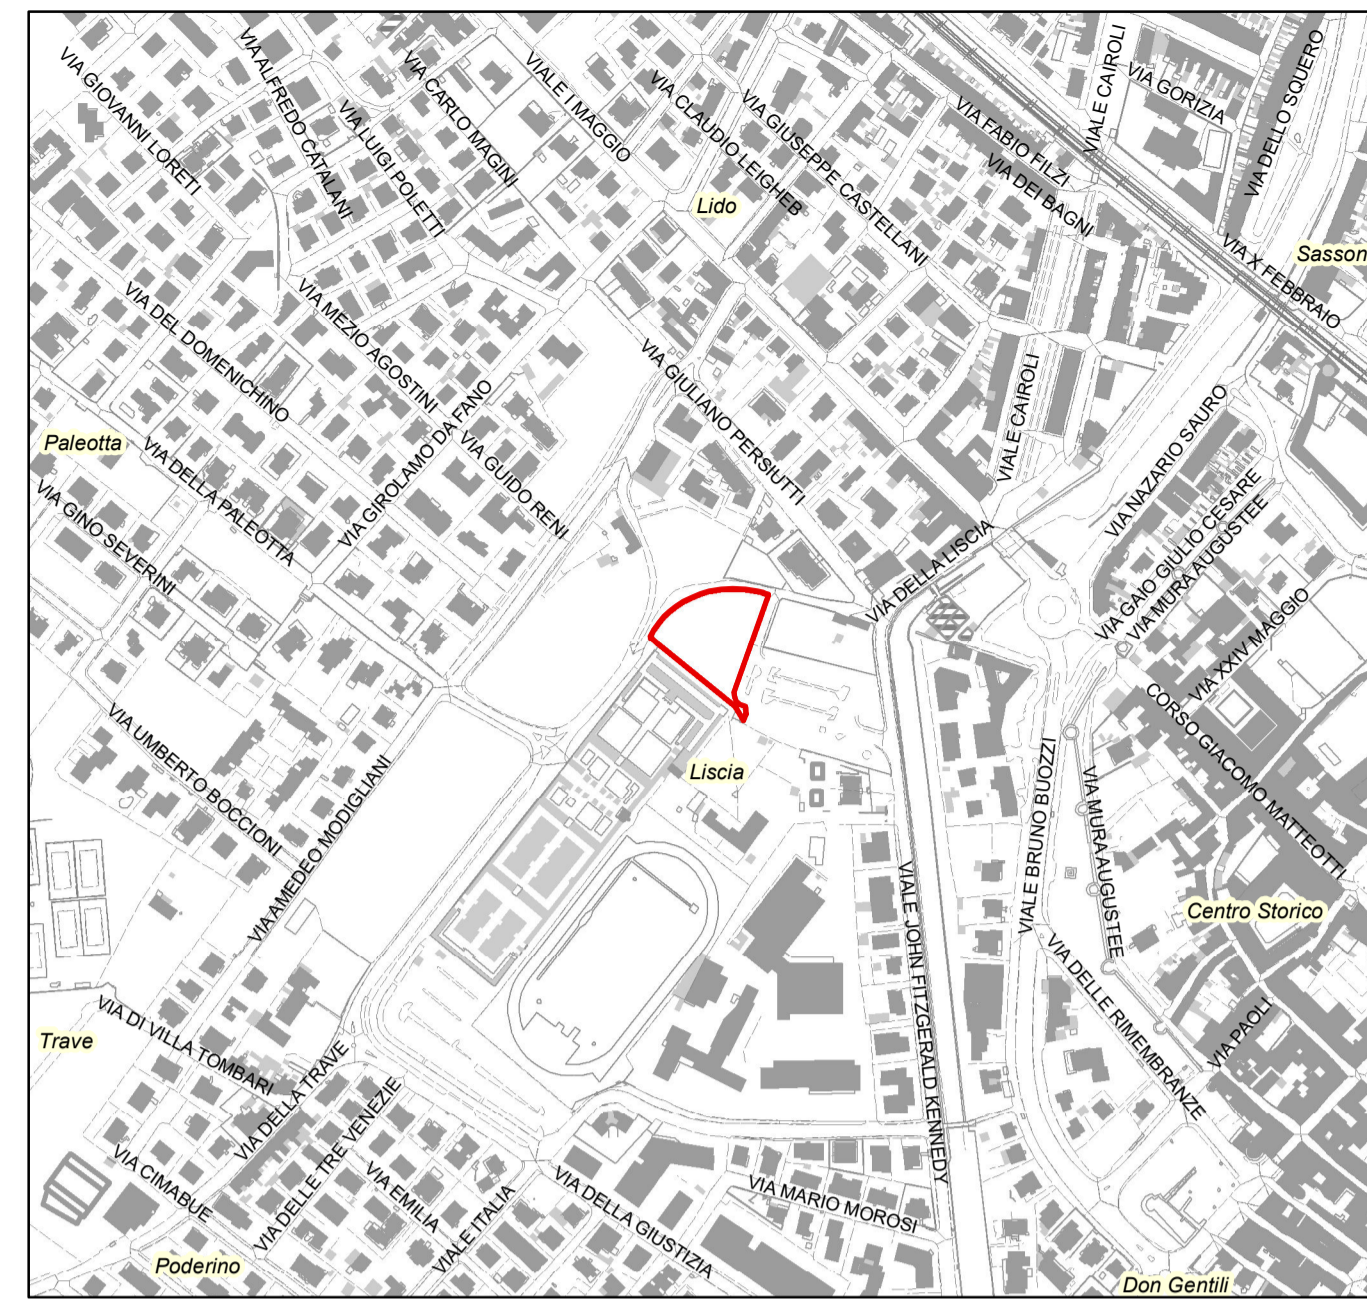 VIA GIOVANNI LORETI
VIA ALFREDO CATALANI
VIA LUIGI POLETTI
VIA CARLO MAGINI
VIALE I MAGGIO
VIA CLAUDIO LEIGHEB
VIA GIUSEPPE CASTELLANI
VIA FABIO FILZI
VIA DEI BAGNI
VIALE CAIROLI
VIA GORIZIA
VIA DELLO SQUERO
Lido
Sasson
VIA X FEBBRAIO
VIA DEL DOMENICHINO
VIA MEZIO AGOSTINI
VIA GIULIANO PERSIUTTI
VIALE CAIROLI
VIA NAZARIO SAURO
Paleotta
VIA DELLA PALEOTTA
VIA GIROLAMO DA FANO
VIA GUIDO RENI
VIA GINO SEVERINI
VIA DELLA LISCIA
VIA GAIO GIULIO CESARE
VIA MURA AUGUSTEE
VIA XXIV MAGGIO
CORSO GIACOMO MATTEOTTI
VIA UMBERTO BOCCIONI
VIA AMEDEO MODIGLIANI
Liscia
VIALE BRUNO BUOZZI
VIA MURA AUGUSTEE
VIALE JOHN FITZGERALD KENNEDY
Centro Storico
VIA DELLE RIMEMBRANZE
VIA PAOLI
Trave
VIA DI VILLA TOMBARI
VIA DELLA TRAVE
VIA DELLE TRE VENEZIE
VIA CIMABUE
VIA EMILIA
VIALE ITALIA
VIA DELLA GIUSTIZIA
VIA MARIO MOROSI
Poderino
Don Gentili